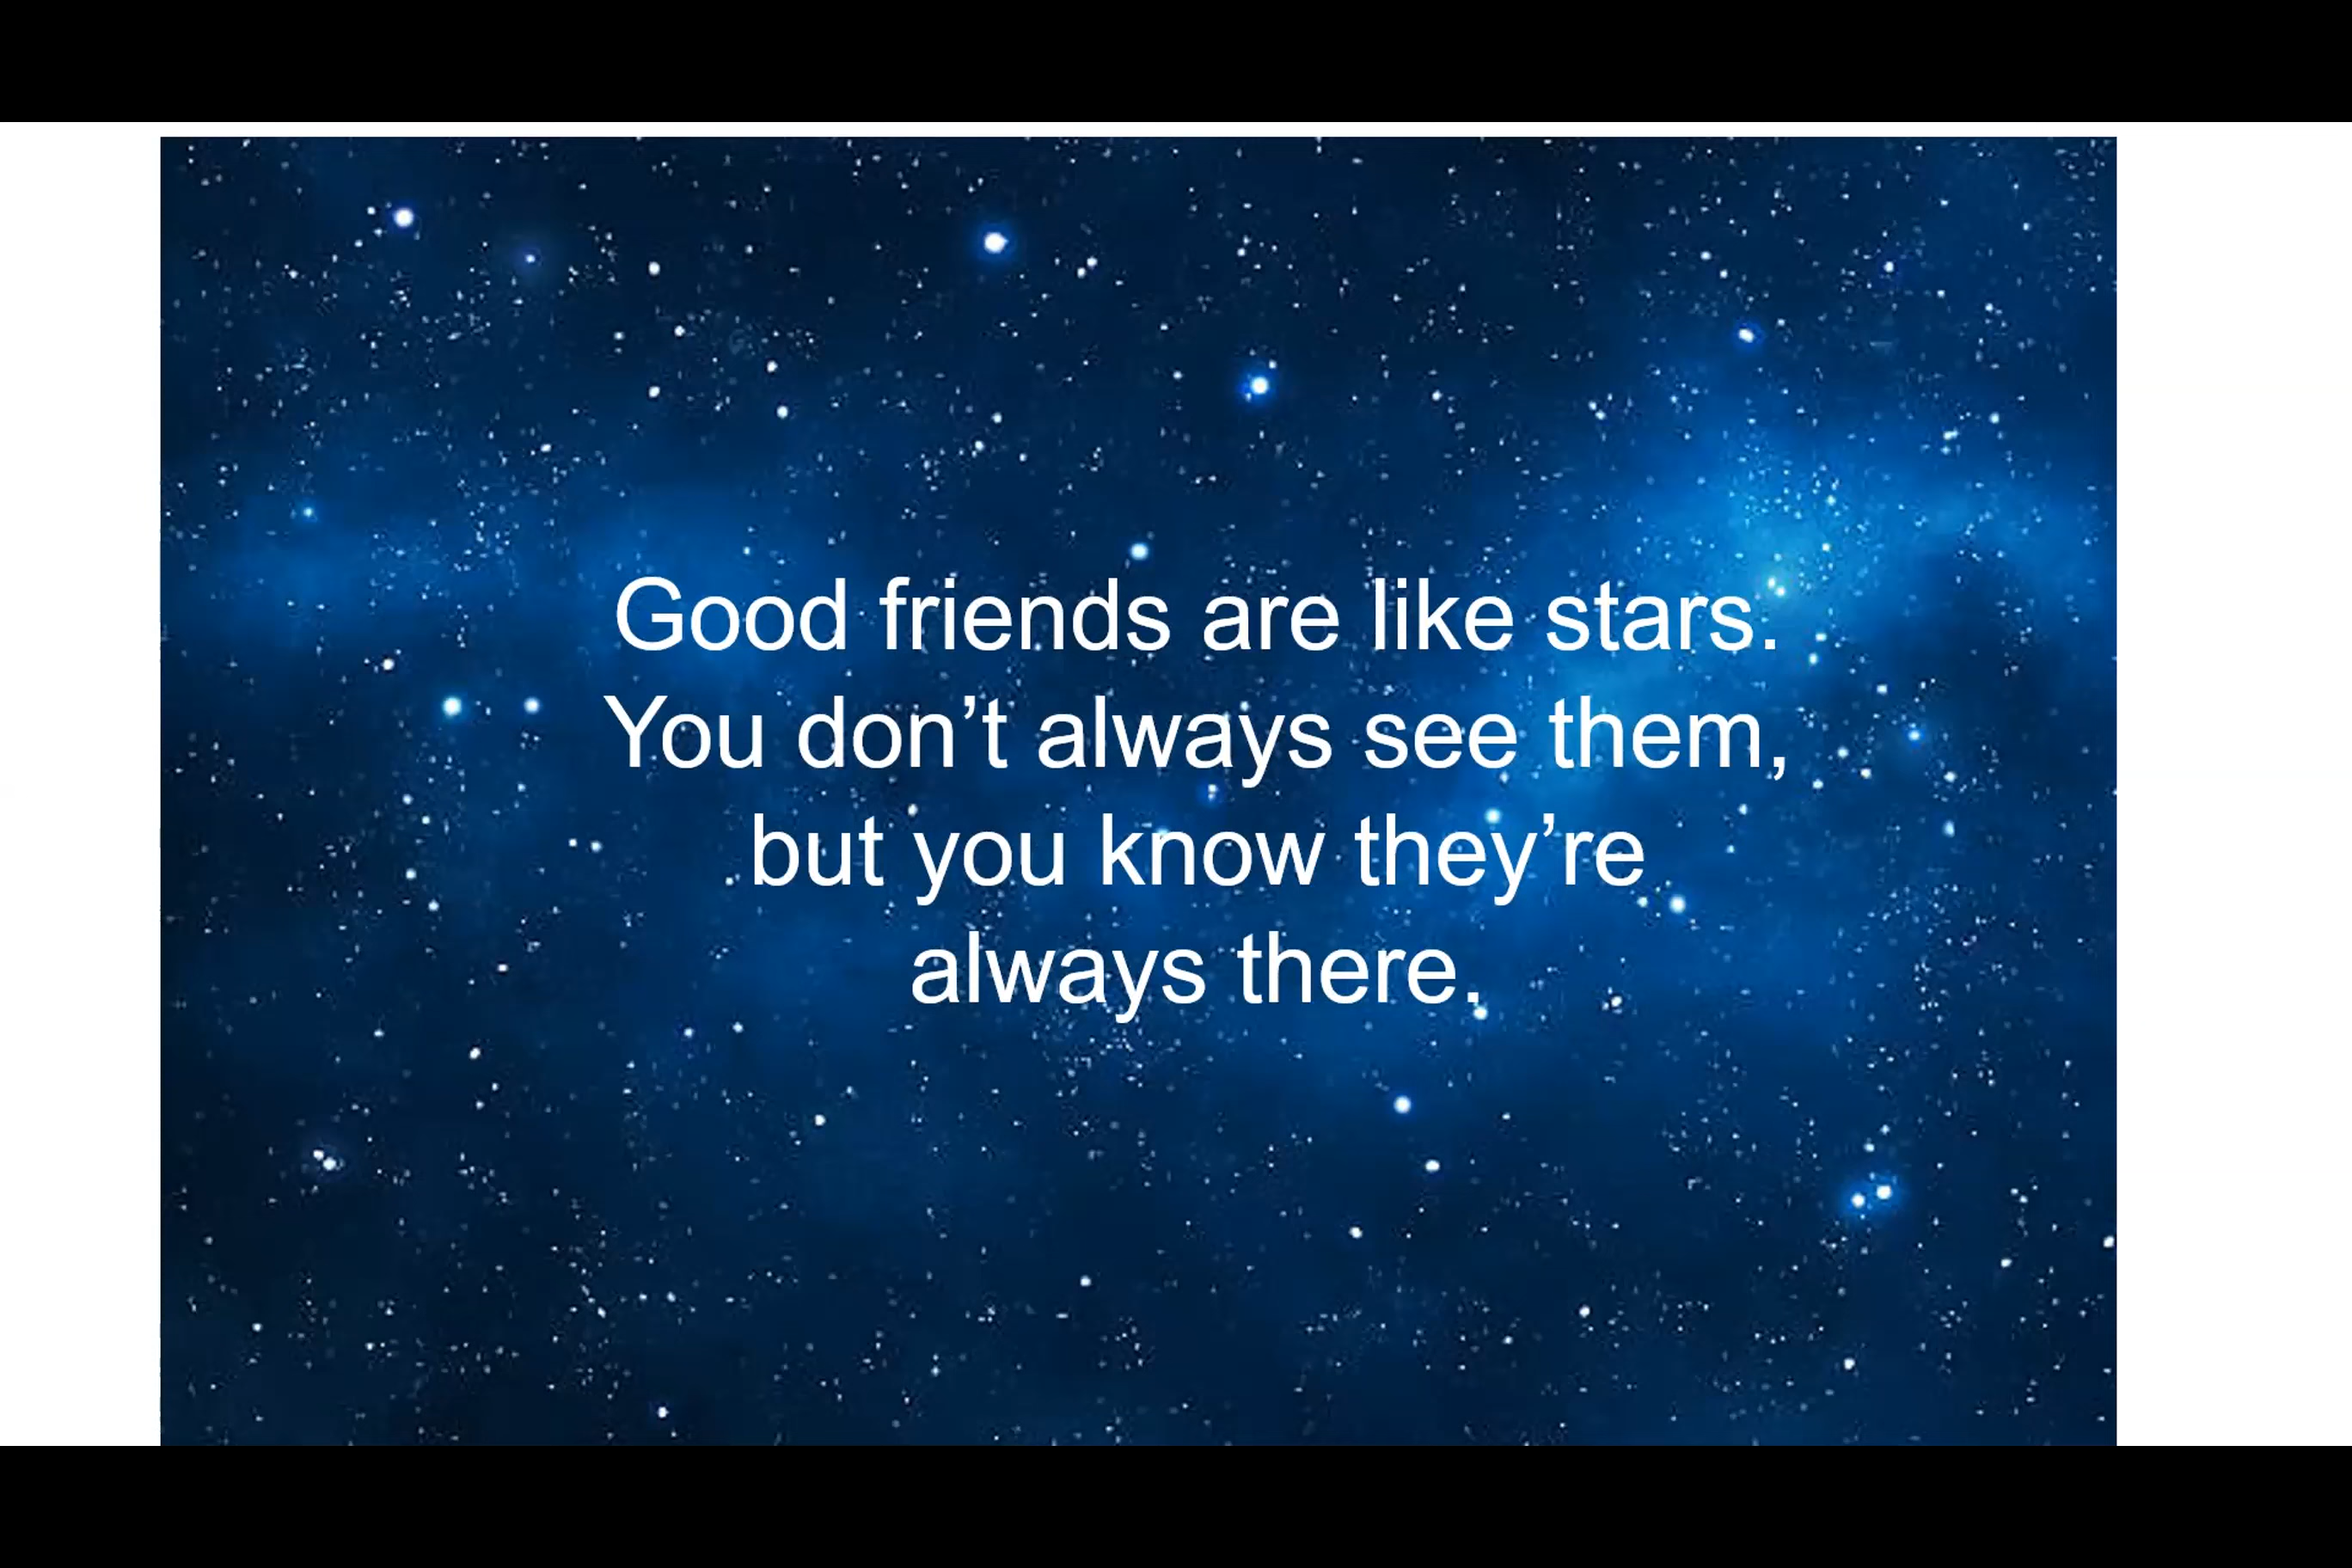 Good friends are like stars.
You don’t always see them,
but you know they’re
always there.